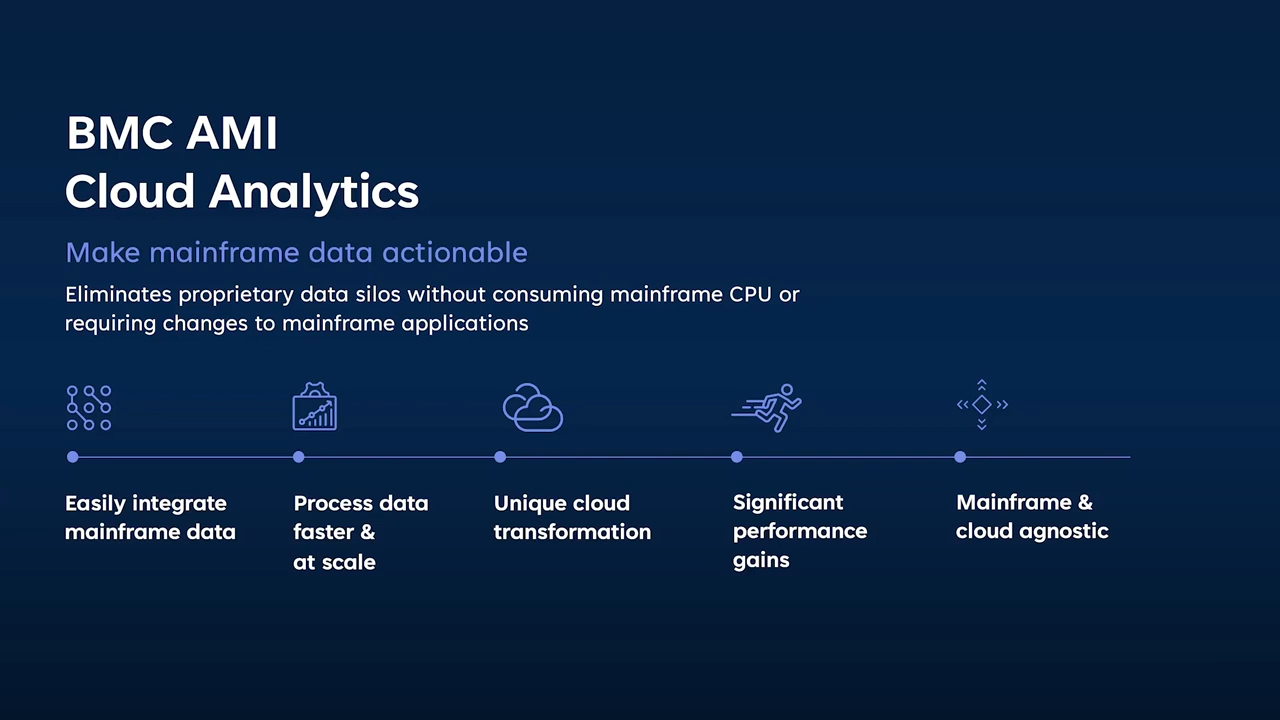 BMC AMI
Cloud Analytics
Make mainframe data actionable
Eliminates proprietary data silos without consuming mainframe CPU or
requiring changes to mainframe applications
Easily integrate
mainframe data
Process data
faster &
at scale
Unique cloud
transformation
Significant
performance
gains
Mainframe &
cloud agnostic